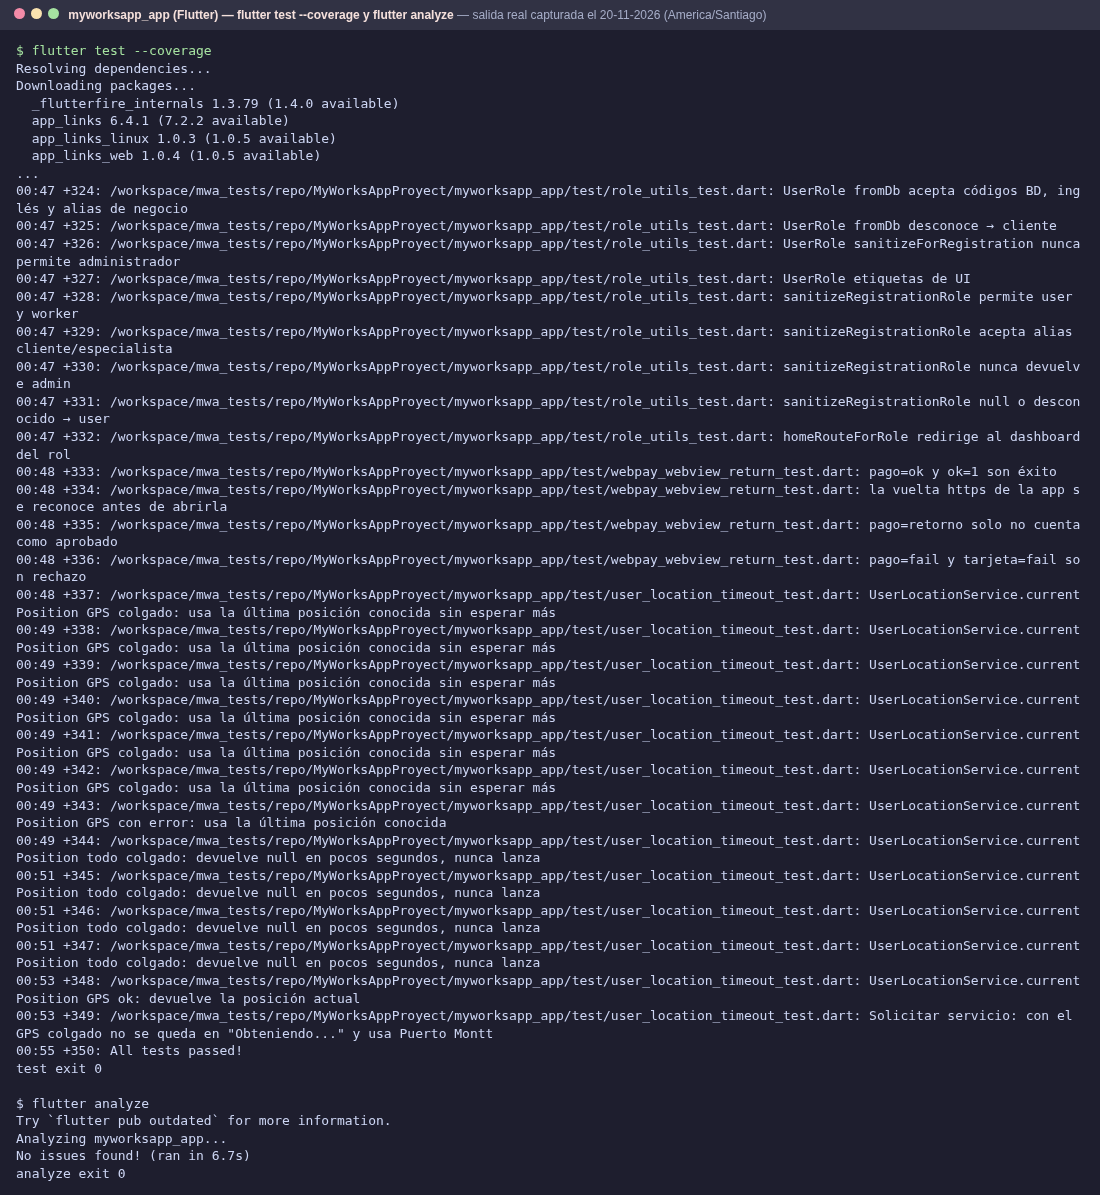 myworksapp_app (Flutter) — flutter test --coverage y flutter analyze — salida real capturada el 20-11-2026 (America/Santiago)
$ flutter test --coverage
Resolving dependencies...
Downloading packages...
  _flutterfire_internals 1.3.79 (1.4.0 available)
  app_links 6.4.1 (7.2.2 available)
  app_links_linux 1.0.3 (1.0.5 available)
  app_links_web 1.0.4 (1.0.5 available)
...
00:47 +324: /workspace/mwa_tests/repo/MyWorksAppProyect/myworksapp_app/test/role_utils_test.dart: UserRole fromDb acepta códigos BD, ing
lés y alias de negocio
00:47 +325: /workspace/mwa_tests/repo/MyWorksAppProyect/myworksapp_app/test/role_utils_test.dart: UserRole fromDb desconoce → cliente
00:47 +326: /workspace/mwa_tests/repo/MyWorksAppProyect/myworksapp_app/test/role_utils_test.dart: UserRole sanitizeForRegistration nunca
permite administrador
00:47 +327: /workspace/mwa_tests/repo/MyWorksAppProyect/myworksapp_app/test/role_utils_test.dart: UserRole etiquetas de UI
00:47 +328: /workspace/mwa_tests/repo/MyWorksAppProyect/myworksapp_app/test/role_utils_test.dart: sanitizeRegistrationRole permite user
y worker
00:47 +329: /workspace/mwa_tests/repo/MyWorksAppProyect/myworksapp_app/test/role_utils_test.dart: sanitizeRegistrationRole acepta alias
cliente/especialista
00:47 +330: /workspace/mwa_tests/repo/MyWorksAppProyect/myworksapp_app/test/role_utils_test.dart: sanitizeRegistrationRole nunca devuelv
e admin
00:47 +331: /workspace/mwa_tests/repo/MyWorksAppProyect/myworksapp_app/test/role_utils_test.dart: sanitizeRegistrationRole null o descon
ocido → user
00:47 +332: /workspace/mwa_tests/repo/MyWorksAppProyect/myworksapp_app/test/role_utils_test.dart: homeRouteForRole redirige al dashboard
del rol
00:48 +333: /workspace/mwa_tests/repo/MyWorksAppProyect/myworksapp_app/test/webpay_webview_return_test.dart: pago=ok y ok=1 son éxito
00:48 +334: /workspace/mwa_tests/repo/MyWorksAppProyect/myworksapp_app/test/webpay_webview_return_test.dart: la vuelta https de la app s
e reconoce antes de abrirla
00:48 +335: /workspace/mwa_tests/repo/MyWorksAppProyect/myworksapp_app/test/webpay_webview_return_test.dart: pago=retorno solo no cuenta
como aprobado
00:48 +336: /workspace/mwa_tests/repo/MyWorksAppProyect/myworksapp_app/test/webpay_webview_return_test.dart: pago=fail y tarjeta=fail so
n rechazo
00:48 +337: /workspace/mwa_tests/repo/MyWorksAppProyect/myworksapp_app/test/user_location_timeout_test.dart: UserLocationService.current
Position GPS colgado: usa la última posición conocida sin esperar más
00:49 +338: /workspace/mwa_tests/repo/MyWorksAppProyect/myworksapp_app/test/user_location_timeout_test.dart: UserLocationService.current
Position GPS colgado: usa la última posición conocida sin esperar más
00:49 +339: /workspace/mwa_tests/repo/MyWorksAppProyect/myworksapp_app/test/user_location_timeout_test.dart: UserLocationService.current
Position GPS colgado: usa la última posición conocida sin esperar más
00:49 +340: /workspace/mwa_tests/repo/MyWorksAppProyect/myworksapp_app/test/user_location_timeout_test.dart: UserLocationService.current
Position GPS colgado: usa la última posición conocida sin esperar más
00:49 +341: /workspace/mwa_tests/repo/MyWorksAppProyect/myworksapp_app/test/user_location_timeout_test.dart: UserLocationService.current
Position GPS colgado: usa la última posición conocida sin esperar más
00:49 +342: /workspace/mwa_tests/repo/MyWorksAppProyect/myworksapp_app/test/user_location_timeout_test.dart: UserLocationService.current
Position GPS colgado: usa la última posición conocida sin esperar más
00:49 +343: /workspace/mwa_tests/repo/MyWorksAppProyect/myworksapp_app/test/user_location_timeout_test.dart: UserLocationService.current
Position GPS con error: usa la última posición conocida
00:49 +344: /workspace/mwa_tests/repo/MyWorksAppProyect/myworksapp_app/test/user_location_timeout_test.dart: UserLocationService.current
Position todo colgado: devuelve null en pocos segundos, nunca lanza
00:51 +345: /workspace/mwa_tests/repo/MyWorksAppProyect/myworksapp_app/test/user_location_timeout_test.dart: UserLocationService.current
Position todo colgado: devuelve null en pocos segundos, nunca lanza
00:51 +346: /workspace/mwa_tests/repo/MyWorksAppProyect/myworksapp_app/test/user_location_timeout_test.dart: UserLocationService.current
Position todo colgado: devuelve null en pocos segundos, nunca lanza
00:51 +347: /workspace/mwa_tests/repo/MyWorksAppProyect/myworksapp_app/test/user_location_timeout_test.dart: UserLocationService.current
Position todo colgado: devuelve null en pocos segundos, nunca lanza
00:53 +348: /workspace/mwa_tests/repo/MyWorksAppProyect/myworksapp_app/test/user_location_timeout_test.dart: UserLocationService.current
Position GPS ok: devuelve la posición actual
00:53 +349: /workspace/mwa_tests/repo/MyWorksAppProyect/myworksapp_app/test/user_location_timeout_test.dart: Solicitar servicio: con el
GPS colgado no se queda en "Obteniendo..." y usa Puerto Montt
00:55 +350: All tests passed!
test exit 0
$ flutter analyze
Try `flutter pub outdated` for more information.
Analyzing myworksapp_app...
No issues found! (ran in 6.7s)
analyze exit 0